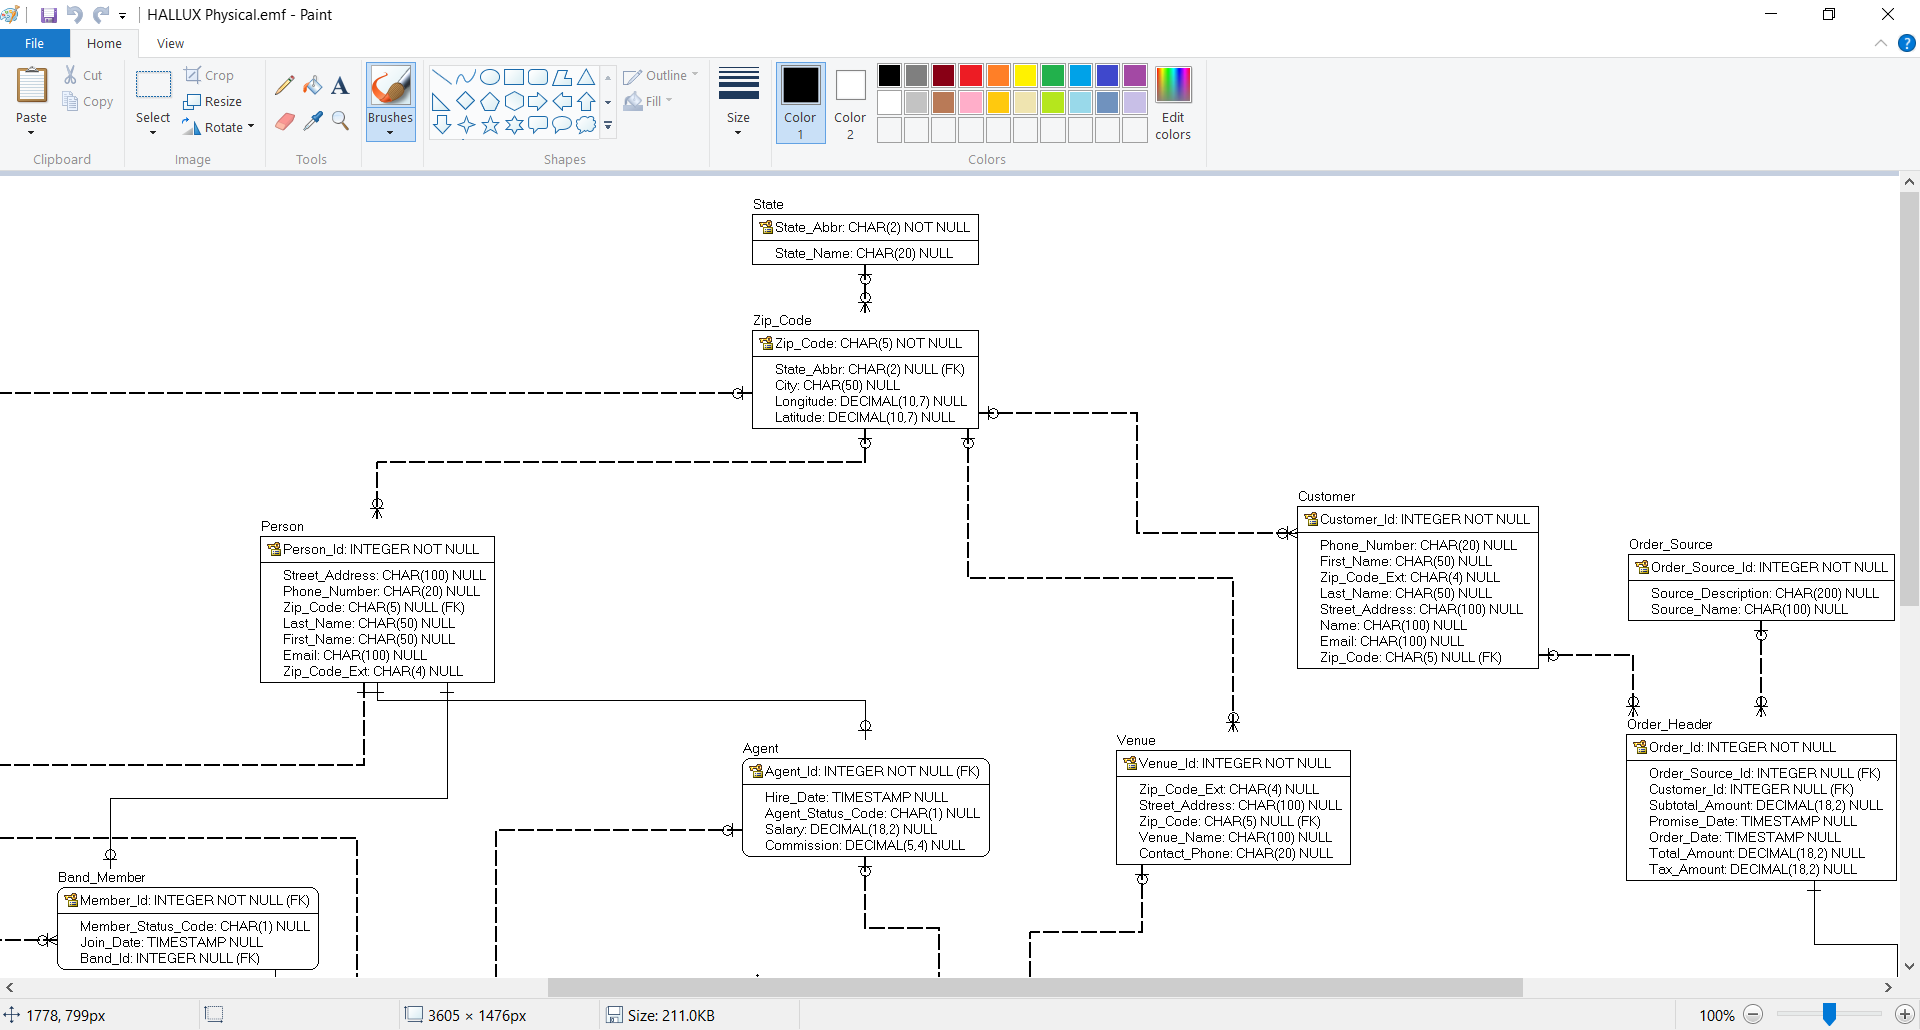 HALLUX Physical.emf - Paint
File
Home
View
Paste
Cut
Copy
Clipboard
Select
Crop
Resize
Rotate
Image
A
Tools
Brushes
Shapes
Outline
Fill
Size
Color
1
Color
2
Edit
colors
Colors
State
State_Abbr: CHAR(2) NOT NULL
State_Name: CHAR(20) NULL
Zip_Code
Zip_Code: CHAR(5) NOT NULL
State_Abbr: CHAR(2) NULL (FK)
City: CHAR(50) NULL
Longitude: DECIMAL(10,7) NULL
Latitude: DECIMAL(10,7) NULL
Person
Person_Id: INTEGER NOT NULL
Street_Address: CHAR(100) NULL
Phone_Number: CHAR(20) NULL
Zip_Code: CHAR(5) NULL (FK)
Last_Name: CHAR(50) NULL
First_Name: CHAR(50) NULL
Email: CHAR(100) NULL
Zip_Code_Ext: CHAR(4) NULL
Customer
Customer_Id: INTEGER NOT NULL
Phone_Number: CHAR(20) NULL
First_Name: CHAR(50) NULL
Zip_Code_Ext: CHAR(4) NULL
Last_Name: CHAR(50) NULL
Street_Address: CHAR(100) NULL
Name: CHAR(100) NULL
Email: CHAR(100) NULL
Zip_Code: CHAR(5) NULL (FK)
Order_Source
Order_Source_Id: INTEGER NOT NULL
Source_Description: CHAR(200) NULL
Source_Name: CHAR(100) NULL
Agent
Agent_Id: INTEGER NOT NULL (FK)
Hire_Date: TIMESTAMP NULL
Agent_Status_Code: CHAR(1) NULL
Salary: DECIMAL(18,2) NULL
Commission: DECIMAL(5,4) NULL
Venue
Venue_Id: INTEGER NOT NULL
Zip_Code_Ext: CHAR(4) NULL
Street_Address: CHAR(100) NULL
Zip_Code: CHAR(5) NULL (FK)
Venue_Name: CHAR(100) NULL
Contact_Phone: CHAR(20) NULL
Order_Header
Order_Id: INTEGER NOT NULL
Order_Source_Id: INTEGER NULL (FK)
Customer_Id: INTEGER NULL (FK)
Subtotal_Amount: DECIMAL(18,2) NULL
Promise_Date: TIMESTAMP NULL
Order_Date: TIMESTAMP NULL
Total_Amount: DECIMAL(18,2) NULL
Tax_Amount: DECIMAL(18,2) NULL
Band_Member
Member_Id: INTEGER NOT NULL (FK)
Member_Status_Code: CHAR(1) NULL
Join_Date: TIMESTAMP NULL
Band_Id: INTEGER NULL (FK)
1778, 799px
3605 × 1476px
Size: 211.0KB
100%